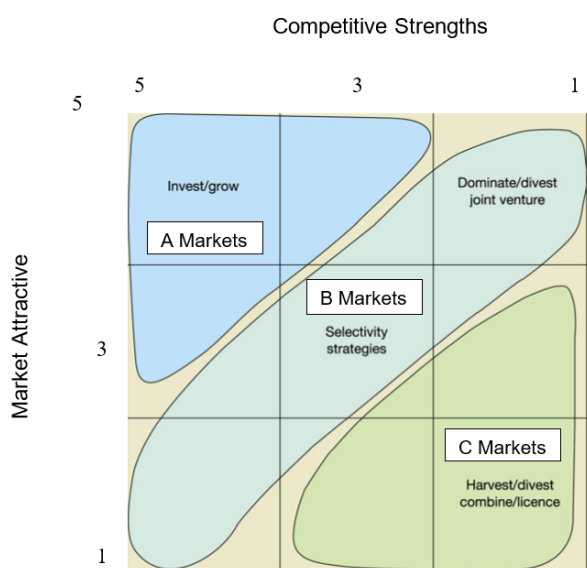 Competitive Strengths
5 3 1
5
Invest/grow
Dominate/divest
joint venture
A Markets
B Markets
Market Attractive
3
Selectivity
strategies
C Markets
Harvest/divest
combine/licence
1